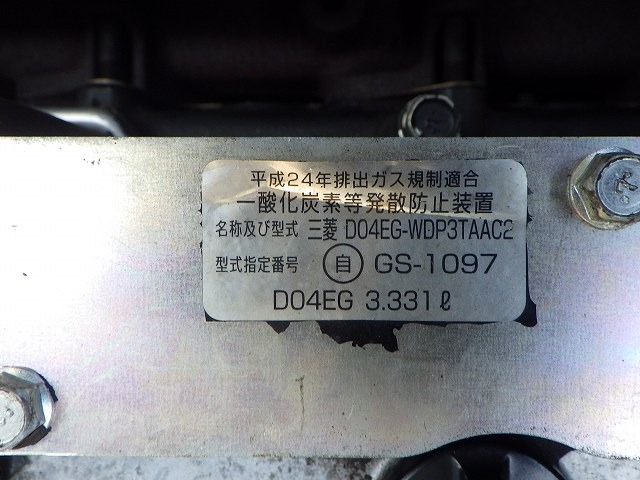 平成24年排出ガス規制適合
一酸化炭素等発散防止装置
名称及び型式 三菱 D04EG-WDP3TAAC2
型式指定番号 自 GS-1097
D04EG 3.331ℓ